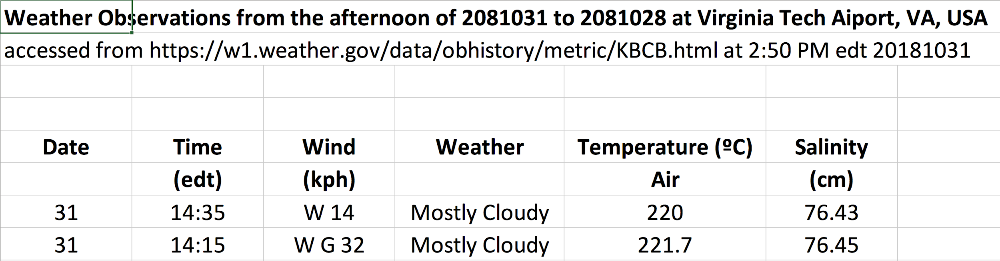 Weather Observations from the afternoon of 2081031 to 2081028 at Virginia Tech Aiport, VA, USA
accessed from https://w1.weather.gov/data/obhistory/metric/KBCB.html at 2:50 PM edt 20181031
Date Time Wind Weather Temperature (ºC) Salinity
(edt) (kph) Air (cm)
31 14:35 W 14 Mostly Cloudy 220 76.43
31 14:15 W G 32 Mostly Cloudy 221.7 76.45